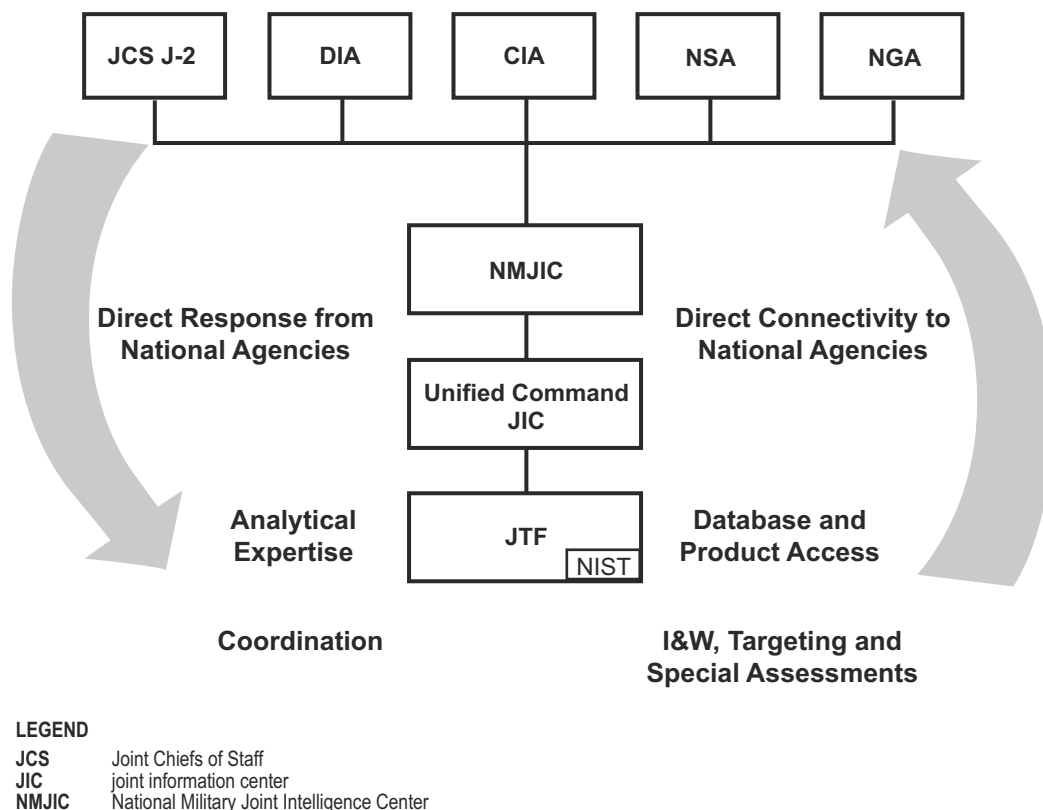 JCS J-2
DIA
CIA
NSA
NGA
NMJIC
Direct Response from
National Agencies
Direct Connectivity to
National Agencies
Unified Command
JIC
JTF
NIST
Analytical
Expertise
Database and
Product Access
Coordination
I&W, Targeting and
Special Assessments
LEGEND
JCS Joint Chiefs of Staff
JIC joint information center
NMJIC National Military Joint Intelligence Center